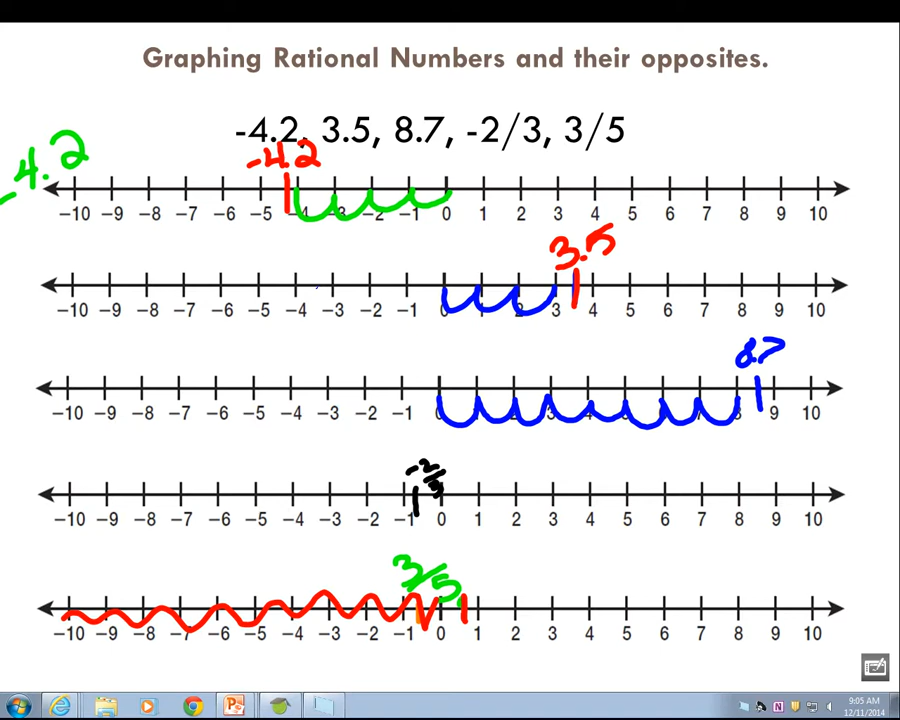 Graphing Rational Numbers and their opposites.
-4.2, 3.5, 8.7, -2/3, 3/5
-4.2
-4.2
−10 −9 −8 −7 −6 −5 −4 −3 −2 −1 0 1 2 3 4 5 6 7 8 9 10
3.5
−10 −9 −8 −7 −6 −5 −4 −3 −2 −1 0 1 2 3 4 5 6 7 8 9 10
8.7
−10 −9 −8 −7 −6 −5 −4 −3 −2 −1 0 1 2 3 4 5 6 7 8 9 10
-2/3
−10 −9 −8 −7 −6 −5 −4 −3 −2 −1 0 1 2 3 4 5 6 7 8 9 10
3/5
−10 −9 −8 −7 −6 −5 −4 −3 −2 −1 0 1 2 3 4 5 6 7 8 9 10
9:05 AM
12/11/2014